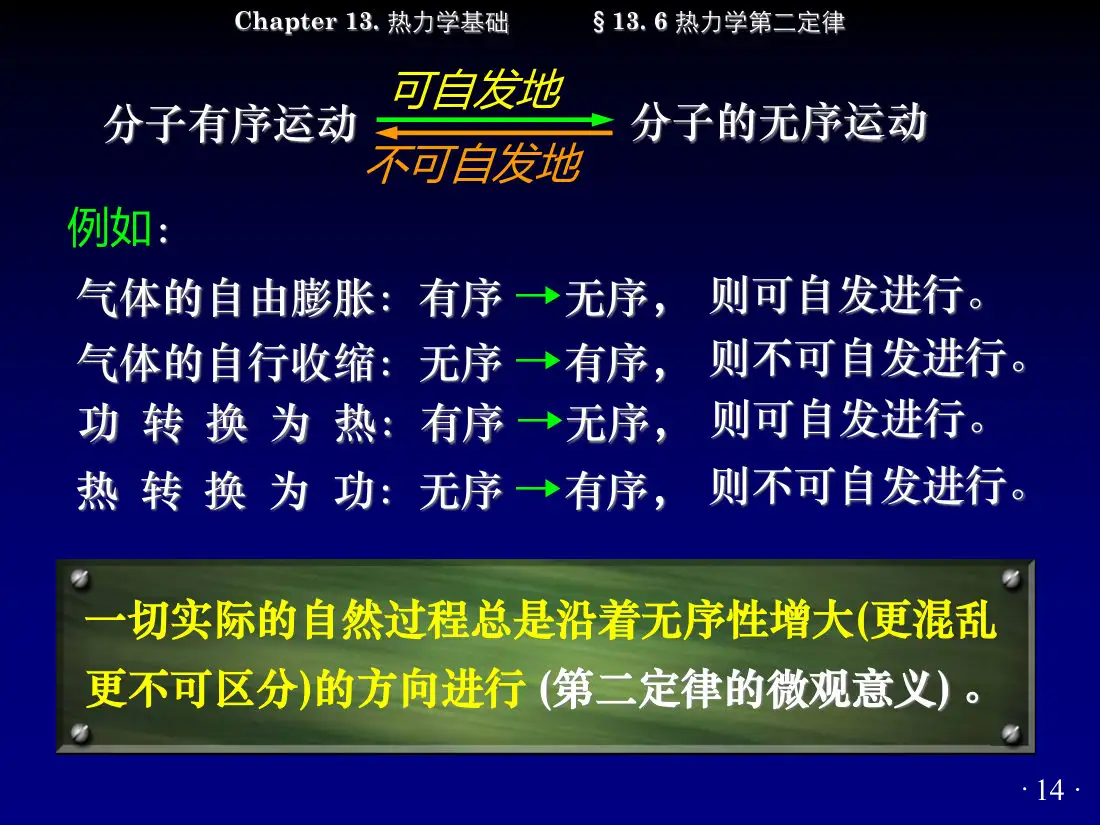 Chapter 13. 热力学基础 § 13. 6 热力学第二定律
可自发地
分子有序运动 分子的无序运动
不可自发地
例如：
气体的自由膨胀：有序→无序， 则可自发进行。
气体的自行收缩：无序→有序， 则不可自发进行。
功 转 换 为 热：有序→无序， 则可自发进行。
热 转 换 为 功：无序→有序， 则不可自发进行。
一切实际的自然过程总是沿着无序性增大(更混乱
更不可区分)的方向进行 (第二定律的微观意义) 。
· 14 ·